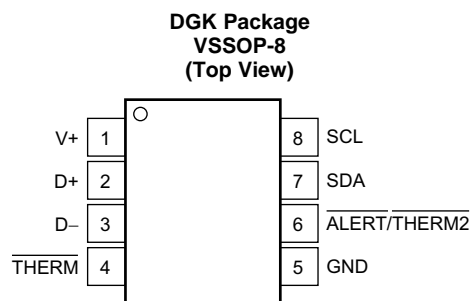 DGK Package
VSSOP-8
(Top View)
V+ 1 8 SCL
D+ 2 7 SDA
D− 3 6 ALERT/THERM2
THERM 4 5 GND